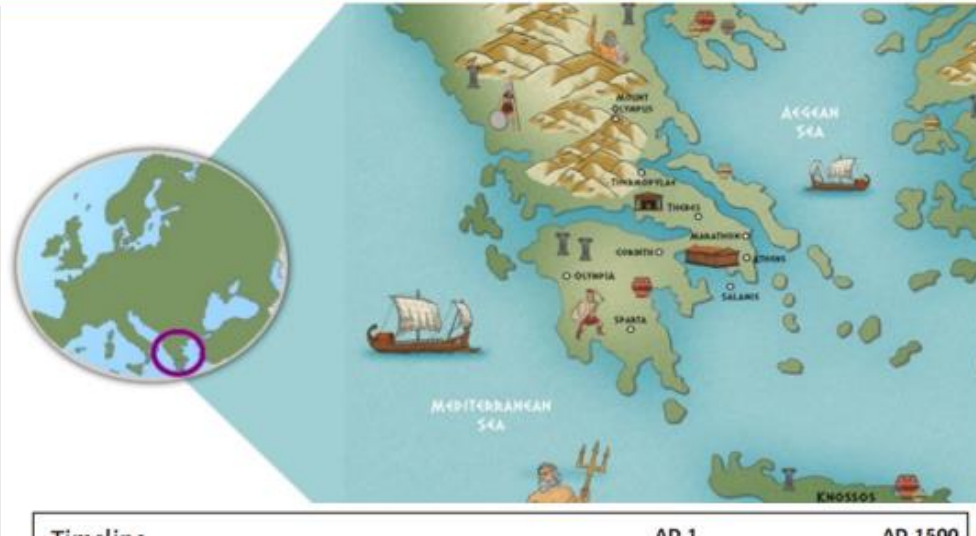 AEGEAN
SEA
MOUNT
OLYMPUS
THERMOPYLAE
THEBES
MARATHON
CORINTH
ATHENS
OLYMPIA
SALAMIS
SPARTA
MEDITERRANEAN
SEA
KNOSSOS
Timeline
AD 1
AD 1500